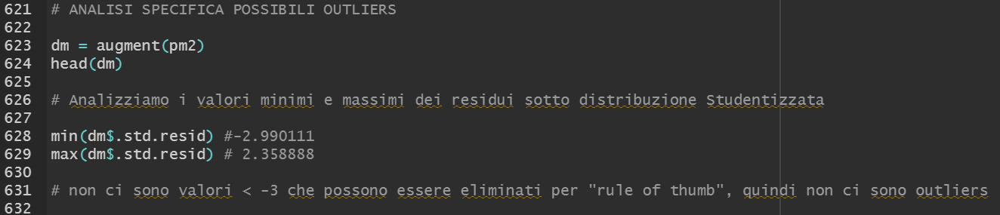 621 # ANALISI SPECIFICA POSSIBILI OUTLIERS
622
623 dm = augment(pm2)
624 head(dm)
625
626 # Analizziamo i valori minimi e massimi dei residui sotto distribuzione Studentizzata
627
628 min(dm$.std.resid) #-2.990111
629 max(dm$.std.resid) # 2.358888
630
631 # non ci sono valori < -3 che possono essere eliminati per "rule of thumb", quindi non ci sono outliers
632